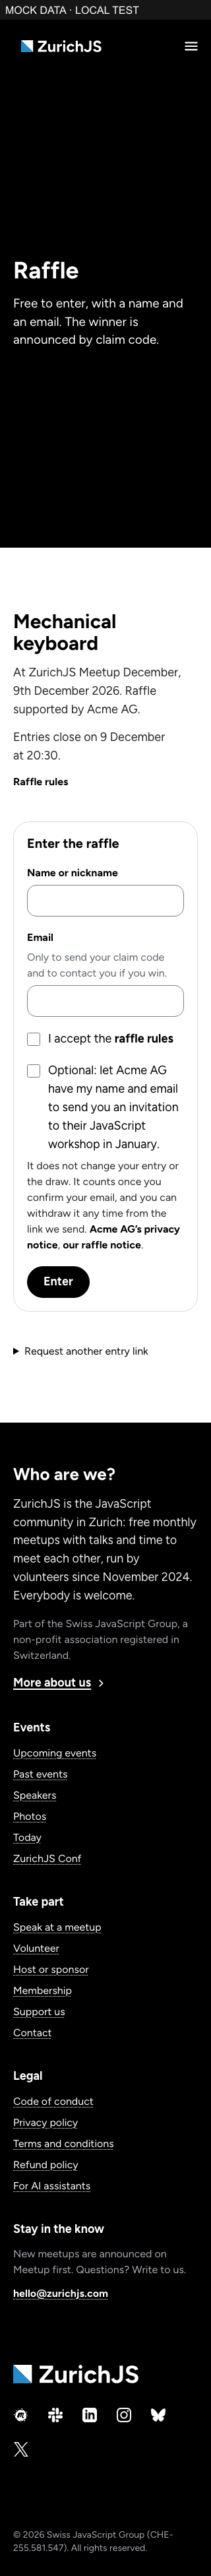 MOCK DATA · LOCAL TEST
ZurichJS
Raffle
Free to enter, with a name and
an email. The winner is
announced by claim code.
Mechanical
keyboard
At ZurichJS Meetup December,
9th December 2026. Raffle
supported by Acme AG.
Entries close on 9 December
at 20:30.
Raffle rules
Enter the raffle
Name or nickname
Email
Only to send your claim code
and to contact you if you win.
I accept the raffle rules
Optional: let Acme AG
have my name and email
to send you an invitation
to their JavaScript
workshop in January.
It does not change your entry or
the draw. It counts once you
confirm your email, and you can
withdraw it any time from the
link we send. Acme AG’s privacy
notice, our raffle notice.
Enter
Request another entry link
Who are we?
ZurichJS is the JavaScript
community in Zurich: free monthly
meetups with talks and time to
meet each other, run by
volunteers since November 2024.
Everybody is welcome.
Part of the Swiss JavaScript Group, a
non-profit association registered in
Switzerland.
More about us
Events
Upcoming events
Past events
Speakers
Photos
Today
ZurichJS Conf
Take part
Speak at a meetup
Volunteer
Host or sponsor
Membership
Support us
Contact
Legal
Code of conduct
Privacy policy
Terms and conditions
Refund policy
For AI assistants
Stay in the know
New meetups are announced on
Meetup first. Questions? Write to us.
hello@zurichjs.com
ZurichJS
© 2026 Swiss JavaScript Group (CHE-
255.581.547). All rights reserved.